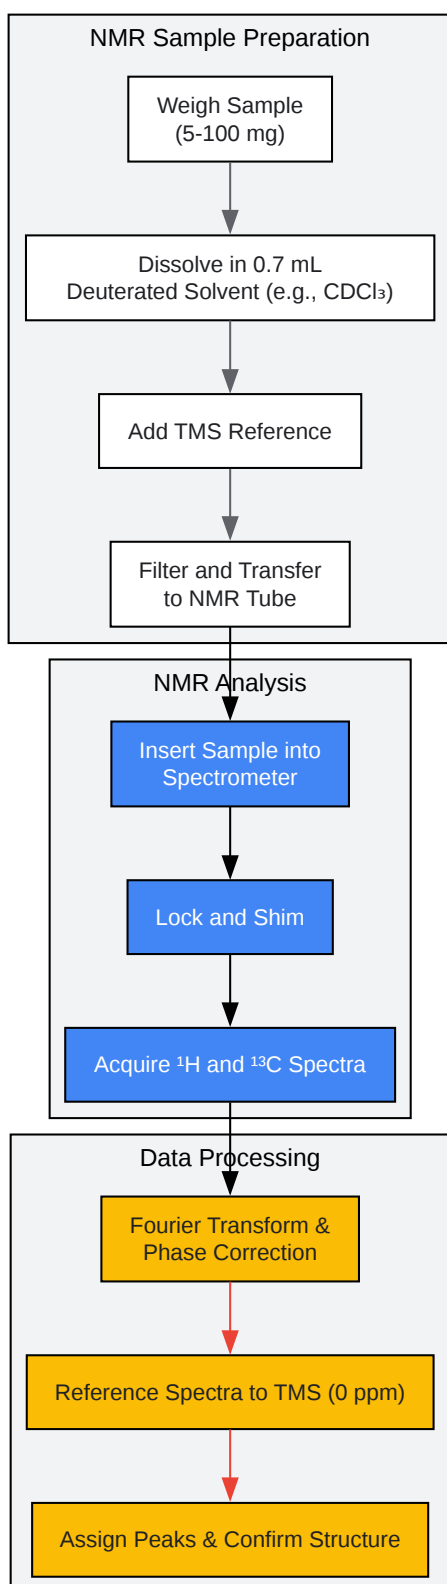 NMR Sample Preparation
Weigh Sample
(5-100 mg)
Dissolve in 0.7 mL
Deuterated Solvent (e.g., CDCl₃)
Add TMS Reference
Filter and Transfer
to NMR Tube
NMR Analysis
Insert Sample into
Spectrometer
Lock and Shim
Acquire ¹H and ¹³C Spectra
Data Processing
Fourier Transform &
Phase Correction
Reference Spectra to TMS (0 ppm)
Assign Peaks & Confirm Structure